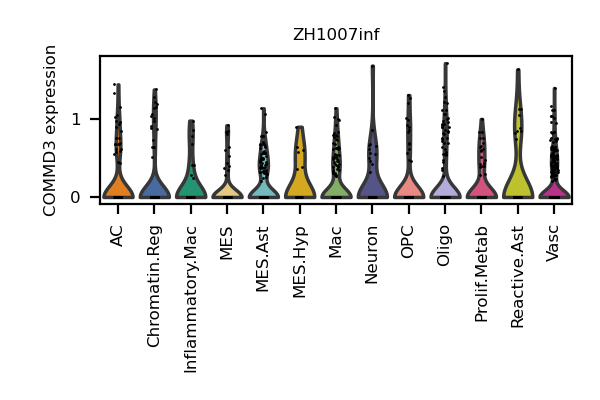 ZH1007inf
COMMD3 expression
1
0
AC
Chromatin.Reg
Inflammatory.Mac
MES
MES.Ast
MES.Hyp
Mac
Neuron
OPC
Oligo
Prolif.Metab
Reactive.Ast
Vasc